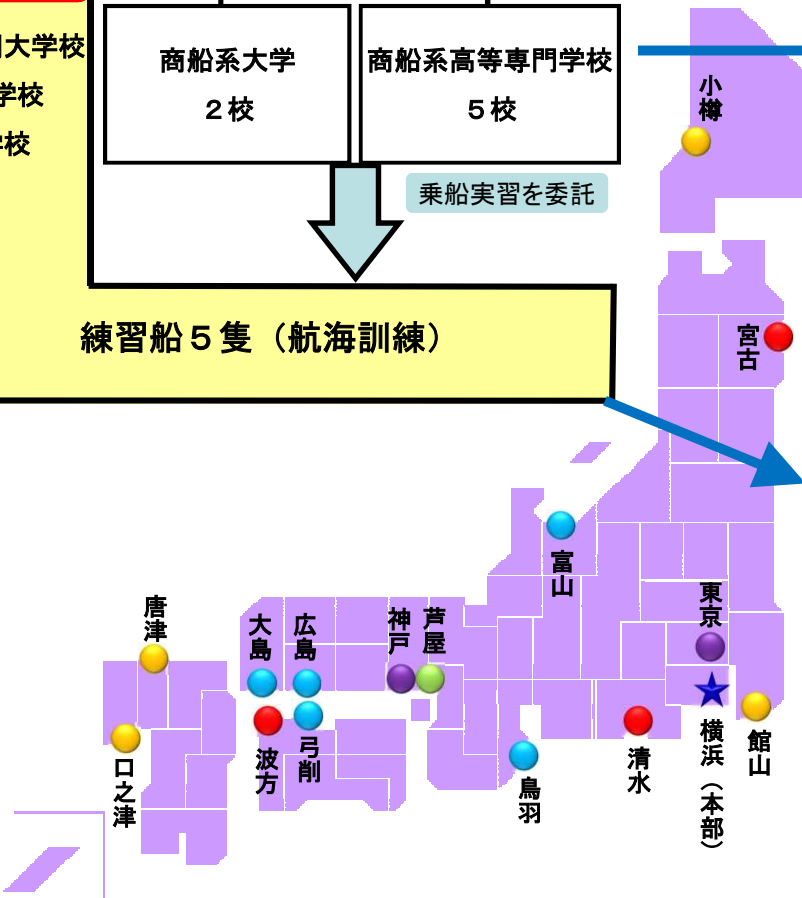 大学校
学校
学校
商船系大学
２校
商船系高等専門学校
５校
乗船実習を委託
練習船５隻（航海訓練）
小樽
宮古
富山
東京
唐津
大島
広島
神戸
芦屋
横浜（本部）
館山
清水
鳥羽
弓削
波方
口之津